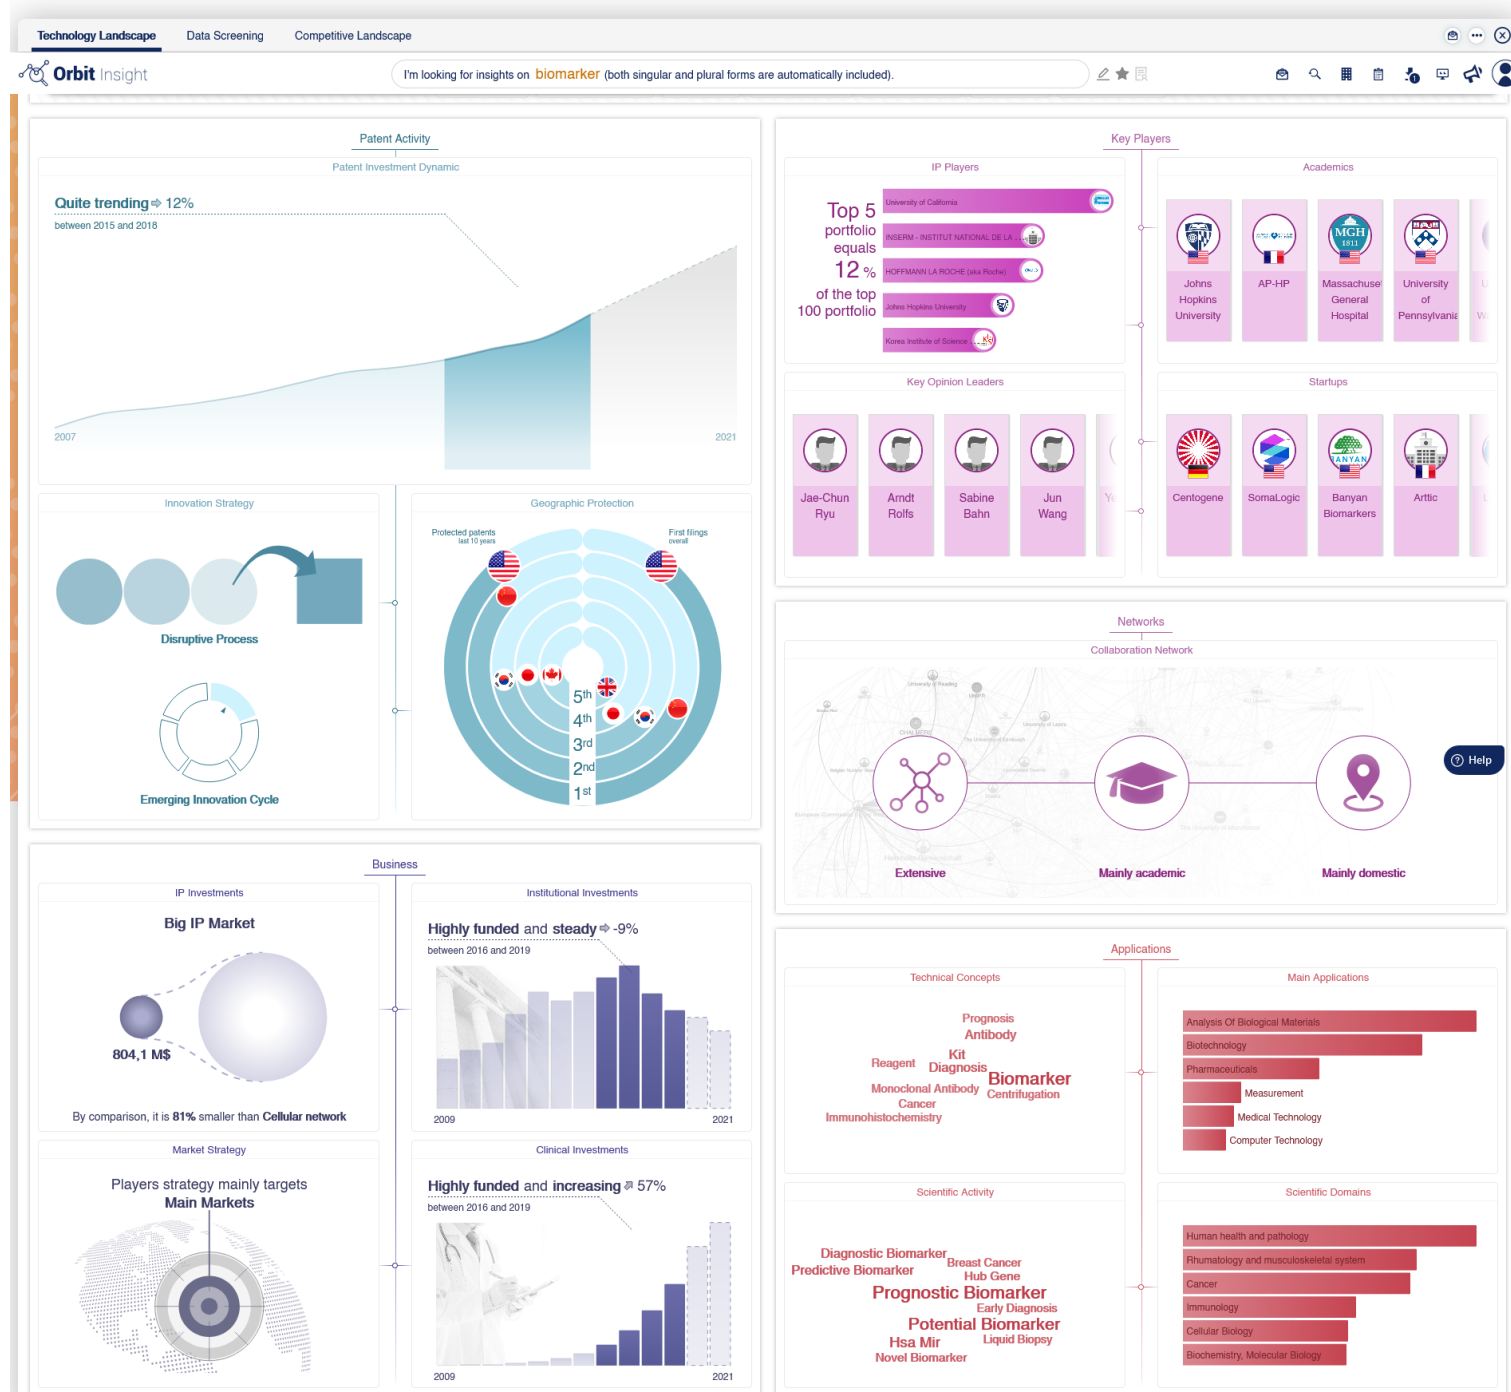 Technology Landscape Data Screening Competitive Landscape
Orbit Insight
I'm looking for insights on biomarker (both singular and plural forms are automatically included).
Patent Activity
Patent Investment Dynamic
Quite trending ⇨ 12%
between 2015 and 2018
2007 2021
Innovation Strategy
Disruptive Process
Emerging Innovation Cycle
Geographic Protection
Protected patents
last 10 years
First filings
overall
5th
4th
3rd
2nd
1st
Business
IP Investments
Big IP Market
804,1 M$
By comparison, it is 81% smaller than Cellular network
Institutional Investments
Highly funded and steady ⇨ -9%
between 2016 and 2019
2009 2021
Market Strategy
Players strategy mainly targets
Main Markets
Clinical Investments
Highly funded and increasing 57%
between 2016 and 2019
2009 2021
Key Players
IP Players
Top 5
portfolio
equals
12 %
of the top
100 portfolio
University of California
INSERM - INSTITUT NATIONAL DE LA ...
HOFFMANN LA ROCHE (aka Roche)
Johns Hopkins University
Korea Institute of Science ...
Academics
MGH
1811
Johns
Hopkins
University
AP-HP
Massachuse
General
Hospital
University
of
Pennsylvania
Key Opinion Leaders
Jae-Chun
Ryu
Arndt
Rolfs
Sabine
Bahn
Jun
Wang
Startups
BANYAN
Centogene
SomaLogic
Banyan
Biomarkers
Arttic
Networks
Collaboration Network
University of Reading
University of Leeds
The University of Edinburgh
Extensive
Mainly academic
Mainly domestic
Help
Applications
Technical Concepts
Prognosis
Antibody
Kit
Reagent Diagnosis
Biomarker
Monoclonal Antibody Centrifugation
Cancer
Immunohistochemistry
Main Applications
Analysis Of Biological Materials
Biotechnology
Pharmaceuticals
Measurement
Medical Technology
Computer Technology
Scientific Activity
Diagnostic Biomarker
Breast Cancer
Predictive Biomarker
Hub Gene
Prognostic Biomarker
Early Diagnosis
Potential Biomarker
Hsa Mir Liquid Biopsy
Novel Biomarker
Scientific Domains
Human health and pathology
Rhumatology and musculoskeletal system
Cancer
Immunology
Cellular Biology
Biochemistry, Molecular Biology